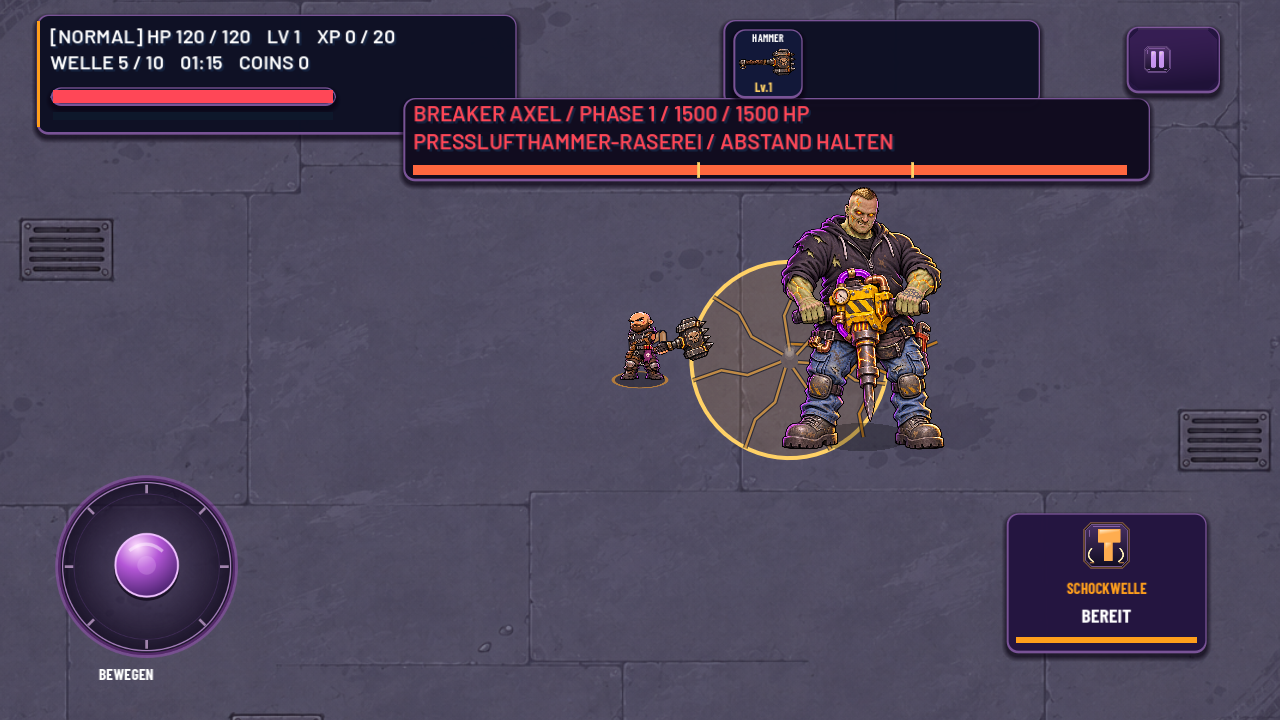 [NORMAL] HP 120 / 120 LV 1 XP 0 / 20
WELLE 5 / 10 01:15 COINS 0
HAMMER
Lv.1
BREAKER AXEL / PHASE 1 / 1500 / 1500 HP
PRESSLUFTHAMMER-RASEREI / ABSTAND HALTEN
SCHOCKWELLE
BEREIT
BEWEGEN